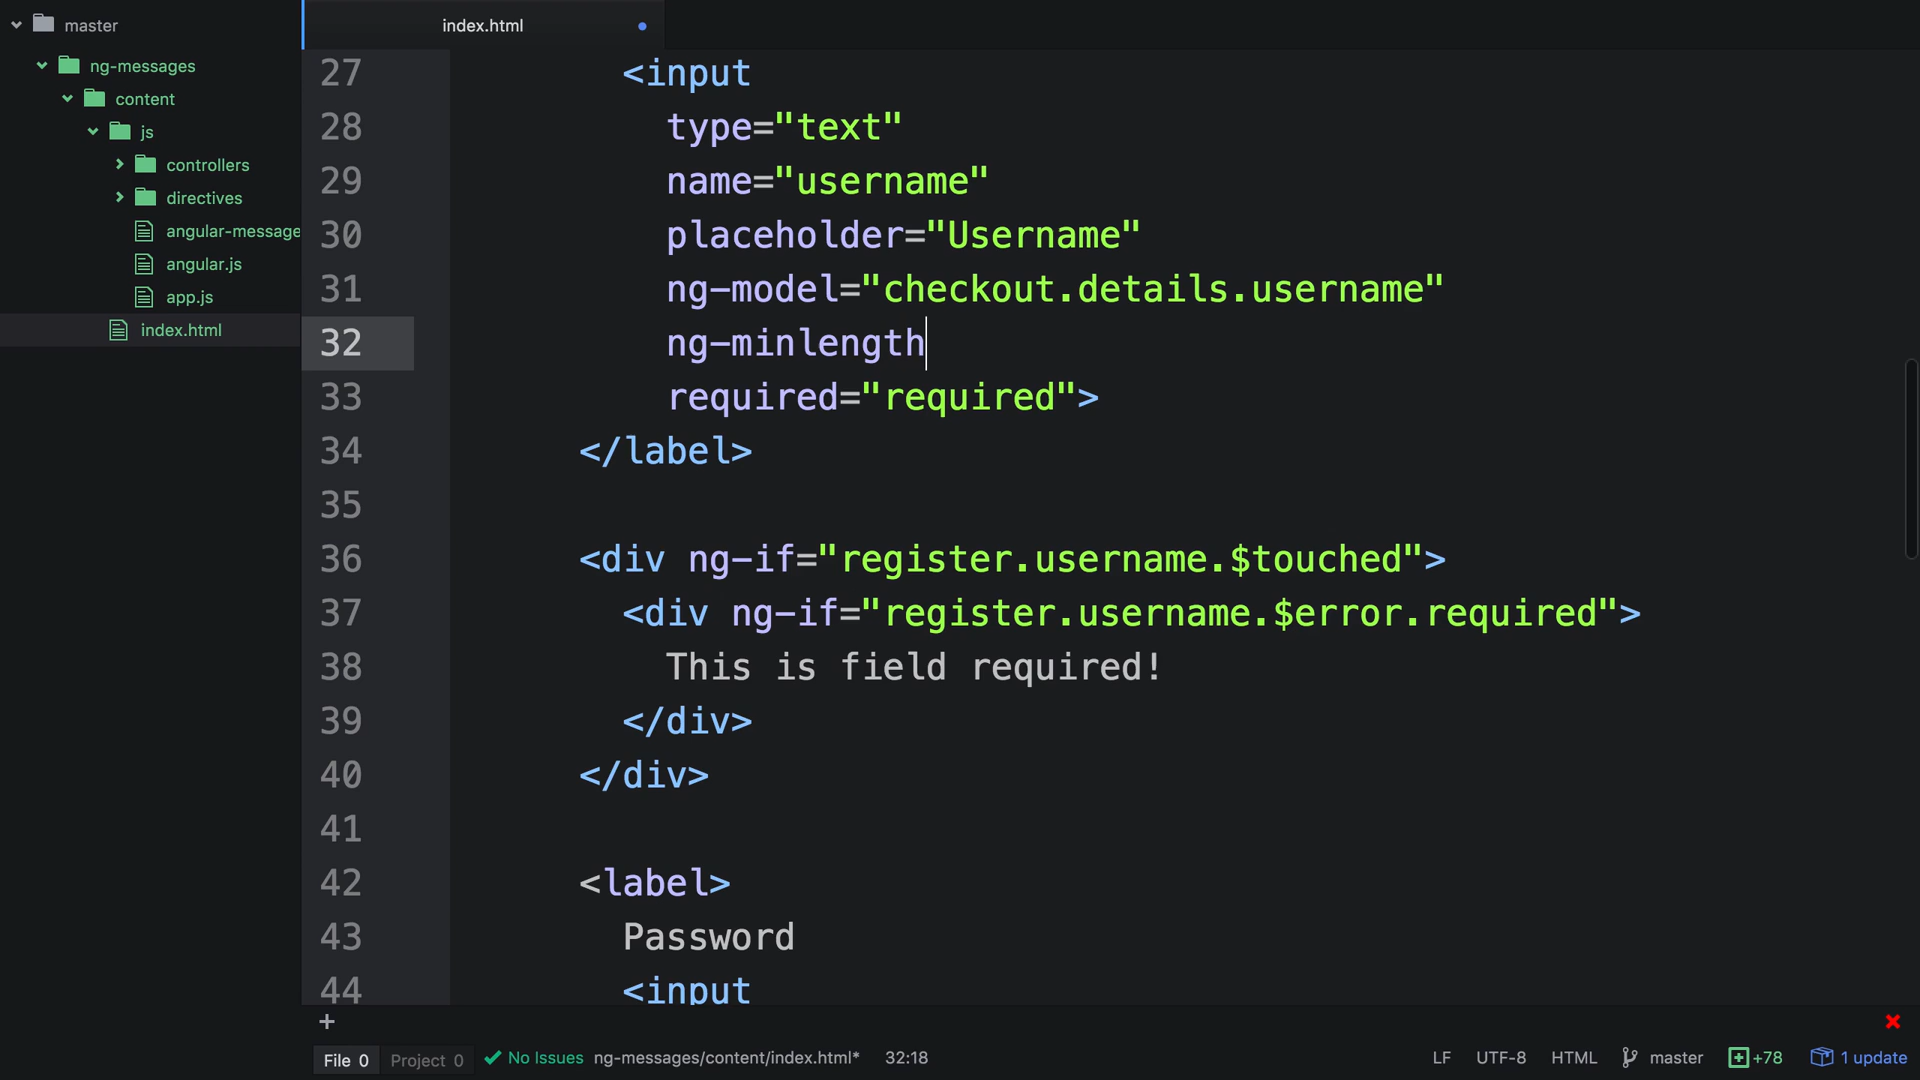 master
index.html
ng-messages
content
js
controllers
directives
angular-message
angular.js
app.js
index.html
27 <input
28 type="text"
29 name="username"
30 placeholder="Username"
31 ng-model="checkout.details.username"
32 ng-minlength
33 required="required">
34 </label>
35
36 <div ng-if="register.username.$touched">
37 <div ng-if="register.username.$error.required">
38 This is field required!
39 </div>
40 </div>
41
42 <label>
43 Password
44 <input
+
File 0 Project 0 No Issues ng-messages/content/index.html* 32:18 LF UTF-8 HTML master +78 1 update